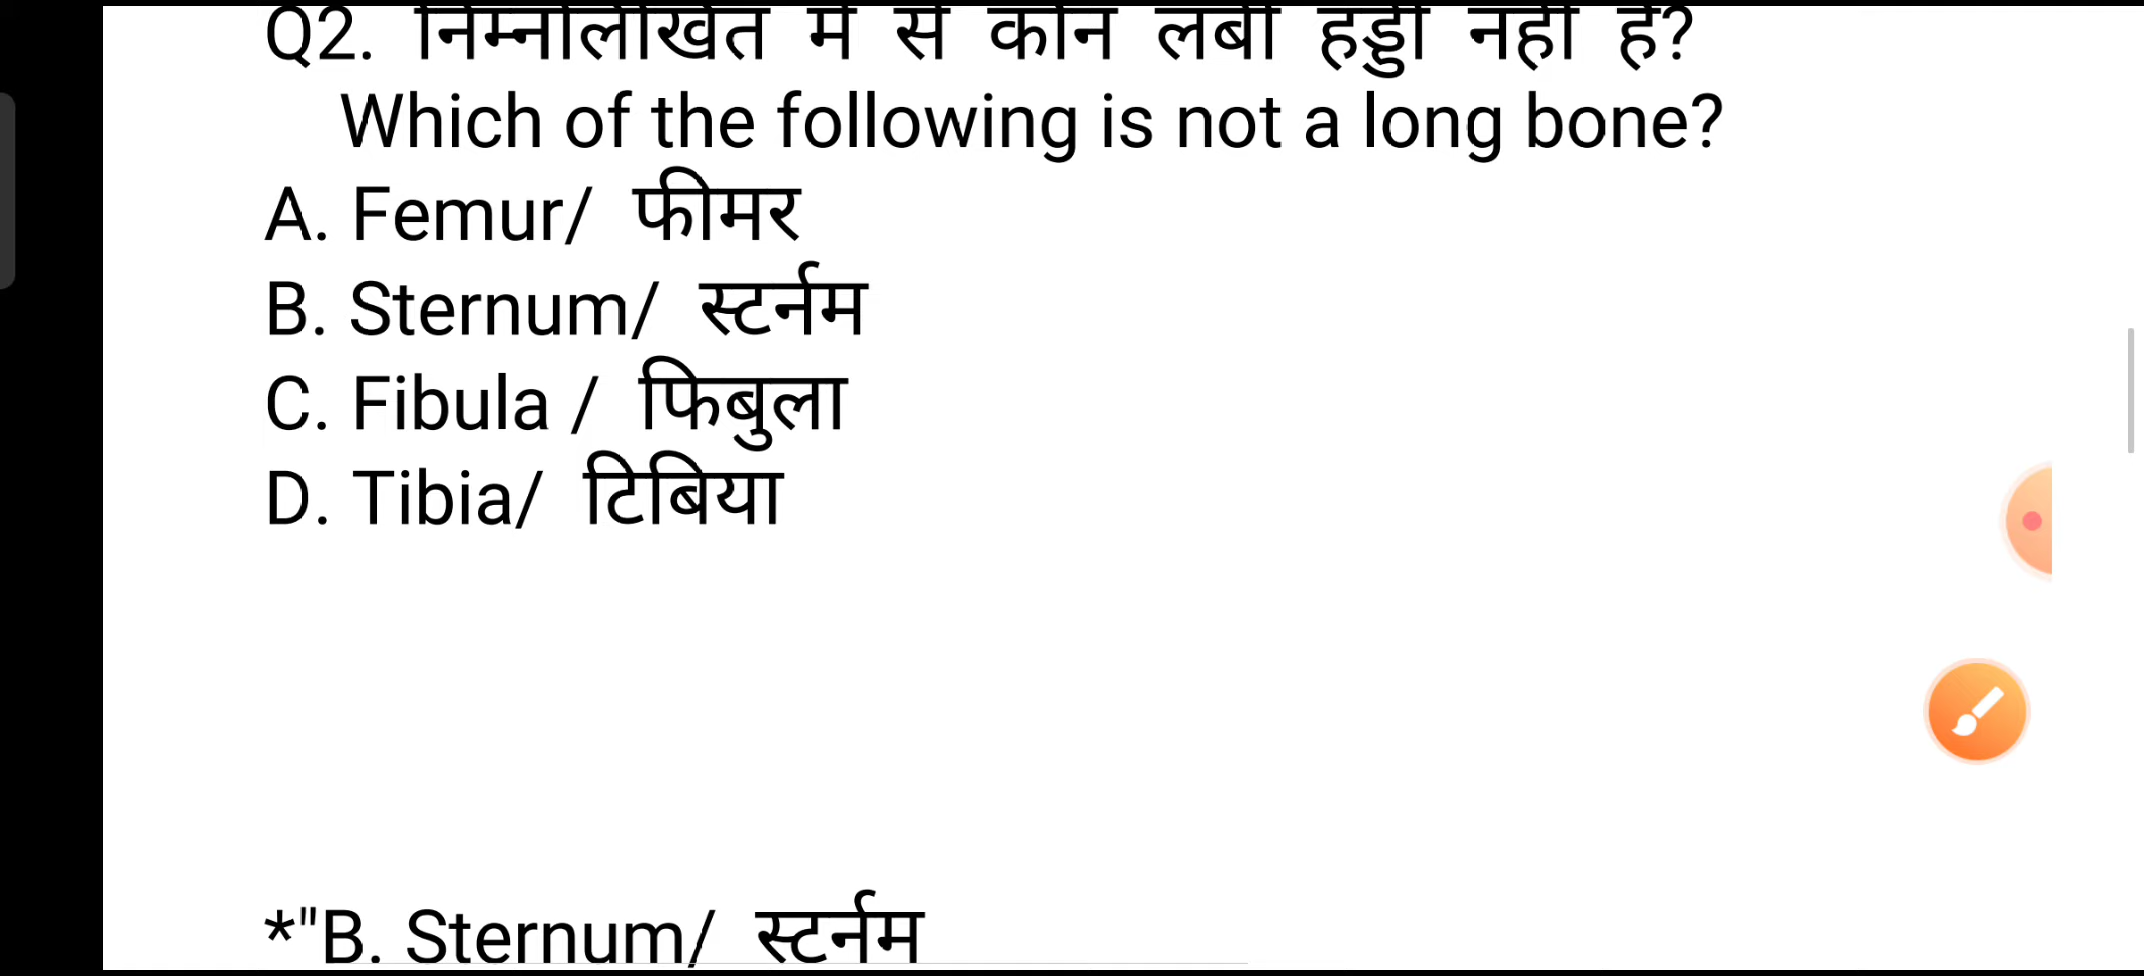 Q2. निम्नलिखित में से कौन लंबी हड्डी नहीं है?
Which of the following is not a long bone?
A. Femur/ फीमर
B. Sternum/ स्टर्नम
C. Fibula / फिबुला
D. Tibia/ टिबिया
*"B. Sternum/ स्टर्नम